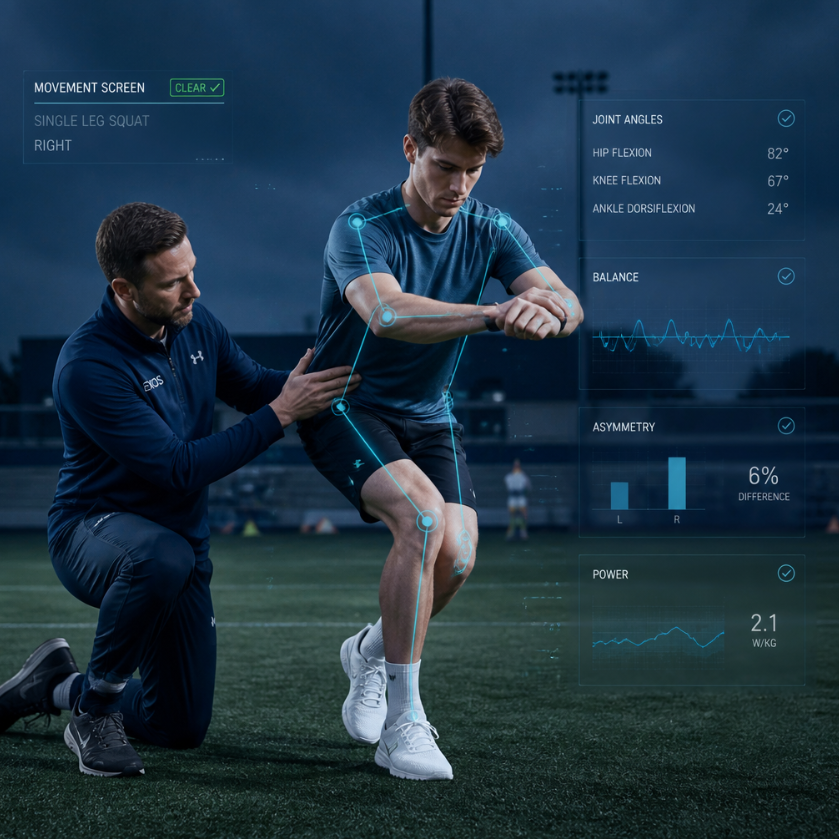 MOVEMENT SCREEN
CLEAR ✓
SINGLE LEG SQUAT
RIGHT
EXOS
JOINT ANGLES
HIP FLEXION 82°
KNEE FLEXION 67°
ANKLE DORSIFLEXION 24°
BALANCE
ASYMMETRY
6%
DIFFERENCE
L R
POWER
2.1
W/KG